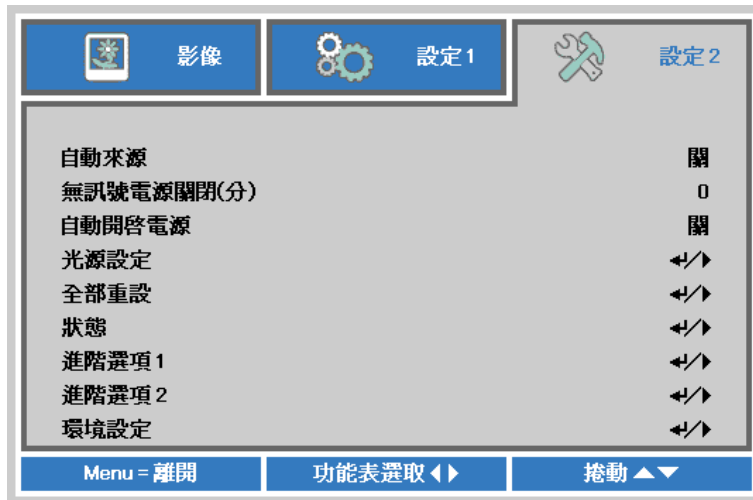 影像 設定1 設定2
自動來源 關
無訊號電源關閉(分) 0
自動開啓電源 關
光源設定 ↵/▶
全部重設 ↵/▶
狀態 ↵/▶
進階選項1 ↵/▶
進階選項2 ↵/▶
環境設定 ↵/▶
Menu = 離開 功能表選取◀▶ 捲動▲▼